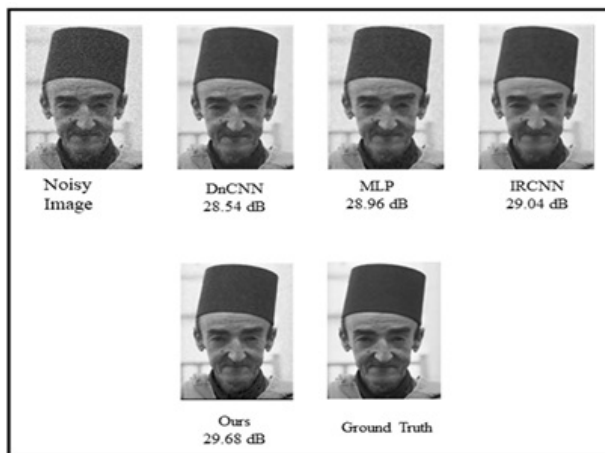 Noisy
Image
DnCNN
28.54 dB
MLP
28.96 dB
IRCNN
29.04 dB
Ours
29.68 dB
Ground Truth